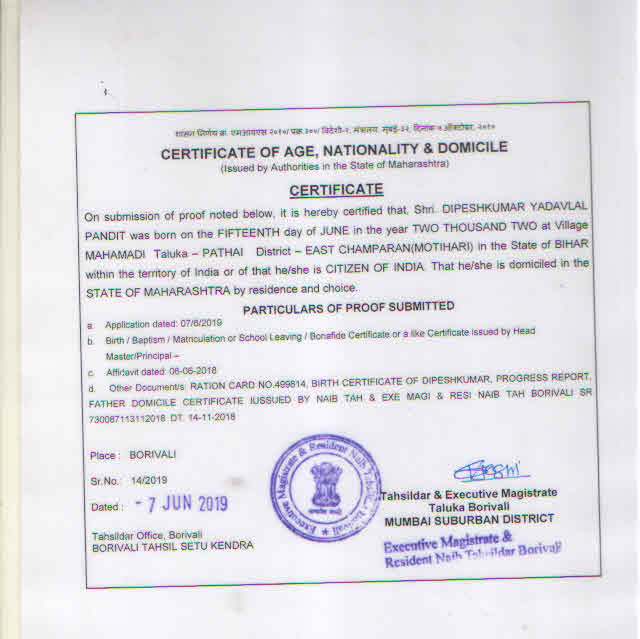 शासन निर्णय क्र. एमआयएस २०१०/ प्रक्र.३०५/ विदेशी-२, मंत्रालय, मुंबई-३२, दिनांक ५ ऑक्टोबर, २०१०
CERTIFICATE OF AGE, NATIONALITY & DOMICILE
(Issued by Authorities in the State of Maharashtra)
CERTIFICATE
On submission of proof noted below, it is hereby certified that, Shri. DIPESHKUMAR YADAVLAL
PANDIT was born on the FIFTEENTH day of JUNE in the year TWO THOUSAND TWO at Village
MAHAMADI Taluka – PATHAI District – EAST CHAMPARAN(MOTIHARI) in the State of BIHAR
within the territory of India or of that he/she is CITIZEN OF INDIA. That he/she is domiciled in the
STATE OF MAHARASHTRA by residence and choice.
PARTICULARS OF PROOF SUBMITTED
a. Application dated: 07/6/2019
b. Birth / Baptism / Matriculation or School Leaving / Bonafide Certificate or a like Certificate issued by Head
Master/Principal –
c. Affidavit dated: 06-06-2018
d. Other Document/s: RATION CARD NO.499814, BIRTH CERTIFICATE OF DIPESHKUMAR, PROGRESS REPORT,
FATHER DOMICILE CERTIFICATE IUSSUED BY NAIB TAH & EXE MAGI & RESI NAIB TAH BORIVALI SR
730087113112018 DT. 14-11-2018
Place : BORIVALI
Sr.No.: 14/2019
Dated : - 7 JUN 2019
Tahsildar Office, Borivali
BORIVALI TAHSIL SETU KENDRA
Executive Magistrate & Resident Naib Tahsildar Borivali
Tahsildar & Executive Magistrate
Taluka Borivali
MUMBAI SUBURBAN DISTRICT
Executive Magistrate &
Resident Naib Tahsildar Borivali